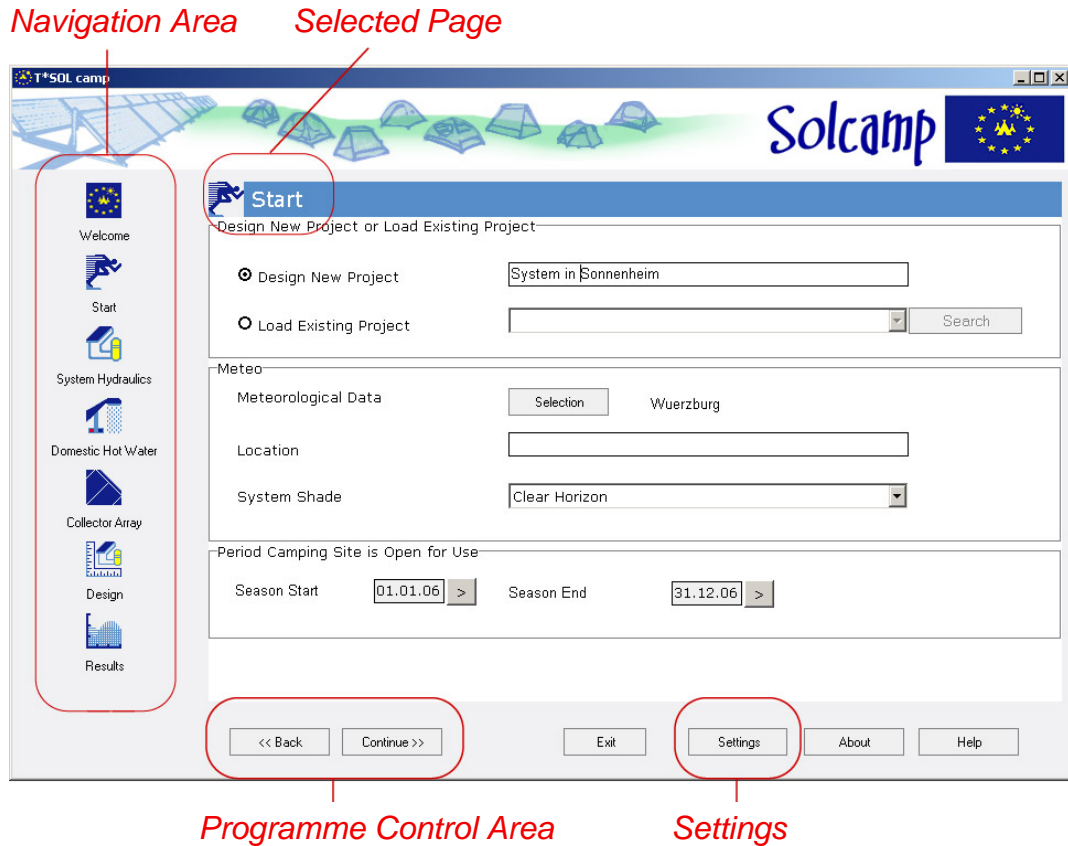 Navigation Area Selected Page
T*SOL camp
Solcamp
Welcome
Start
System Hydraulics
Domestic Hot Water
Collector Array
Design
Results
Start
Design New Project or Load Existing Project
Design New Project System in Sonnenheim
Load Existing Project Search
Meteo
Meteorological Data Selection Wuerzburg
Location
System Shade Clear Horizon
Period Camping Site is Open for Use
Season Start 01.01.06 > Season End 31.12.06 >
<< Back Continue >> Exit Settings About Help
Programme Control Area Settings